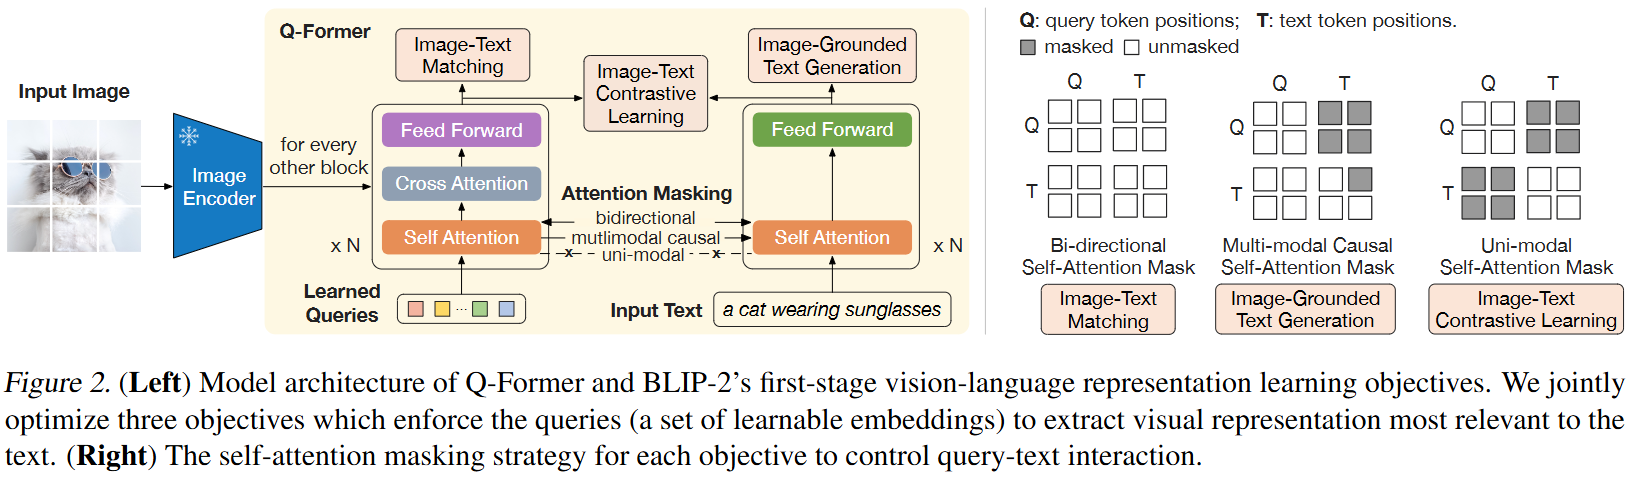 Q-Former
Input Image
Image Encoder
for every other block
Image-Text Matching
Image-Text Contrastive Learning
Image-Grounded Text Generation
Feed Forward
Cross Attention
Self Attention
x N
Feed Forward
Self Attention
x N
Attention Masking
bidirectional
mutlimodal causal
x uni-modal x
Learned Queries
...
Input Text
a cat wearing sunglasses
Q: query token positions; T: text token positions.
masked unmasked
Q T
Q
T
Bi-directional
Self-Attention Mask
Image-Text
Matching
Q T
Q
T
Multi-modal Causal
Self-Attention Mask
Image-Grounded
Text Generation
Q T
Q
T
Uni-modal
Self-Attention Mask
Image-Text
Contrastive Learning
Figure 2. (Left) Model architecture of Q-Former and BLIP-2's first-stage vision-language representation learning objectives. We jointly
optimize three objectives which enforce the queries (a set of learnable embeddings) to extract visual representation most relevant to the
text. (Right) The self-attention masking strategy for each objective to control query-text interaction.